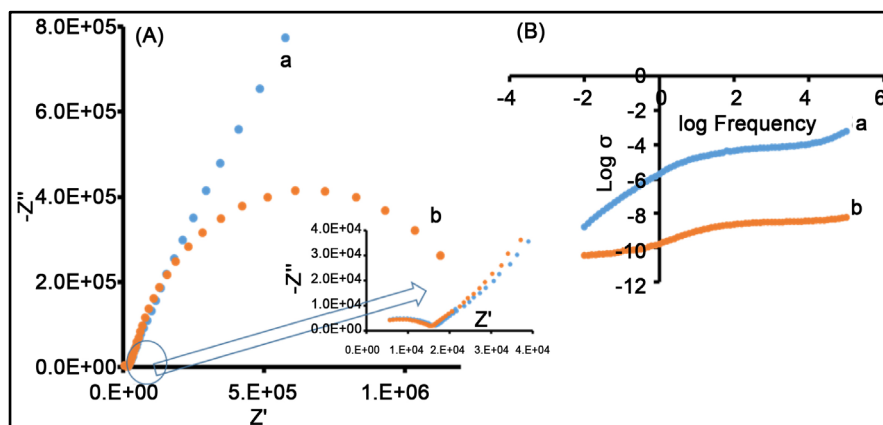 (A)
8.0E+05
6.0E+05
4.0E+05
2.0E+05
0.0E+00
-Z"
0.E+00
5.E+05
1.E+06
Z'
a
b
4.0E+04
3.0E+04
2.0E+04
1.0E+04
0.0E+00
-Z"
Z'
0.E+00
1.E+04
2.E+04
3.E+04
4.E+04
(B)
-4
-2
0
2
4
6
log Frequency
0
-2
-4
-6
-8
-10
-12
Log σ
a
b